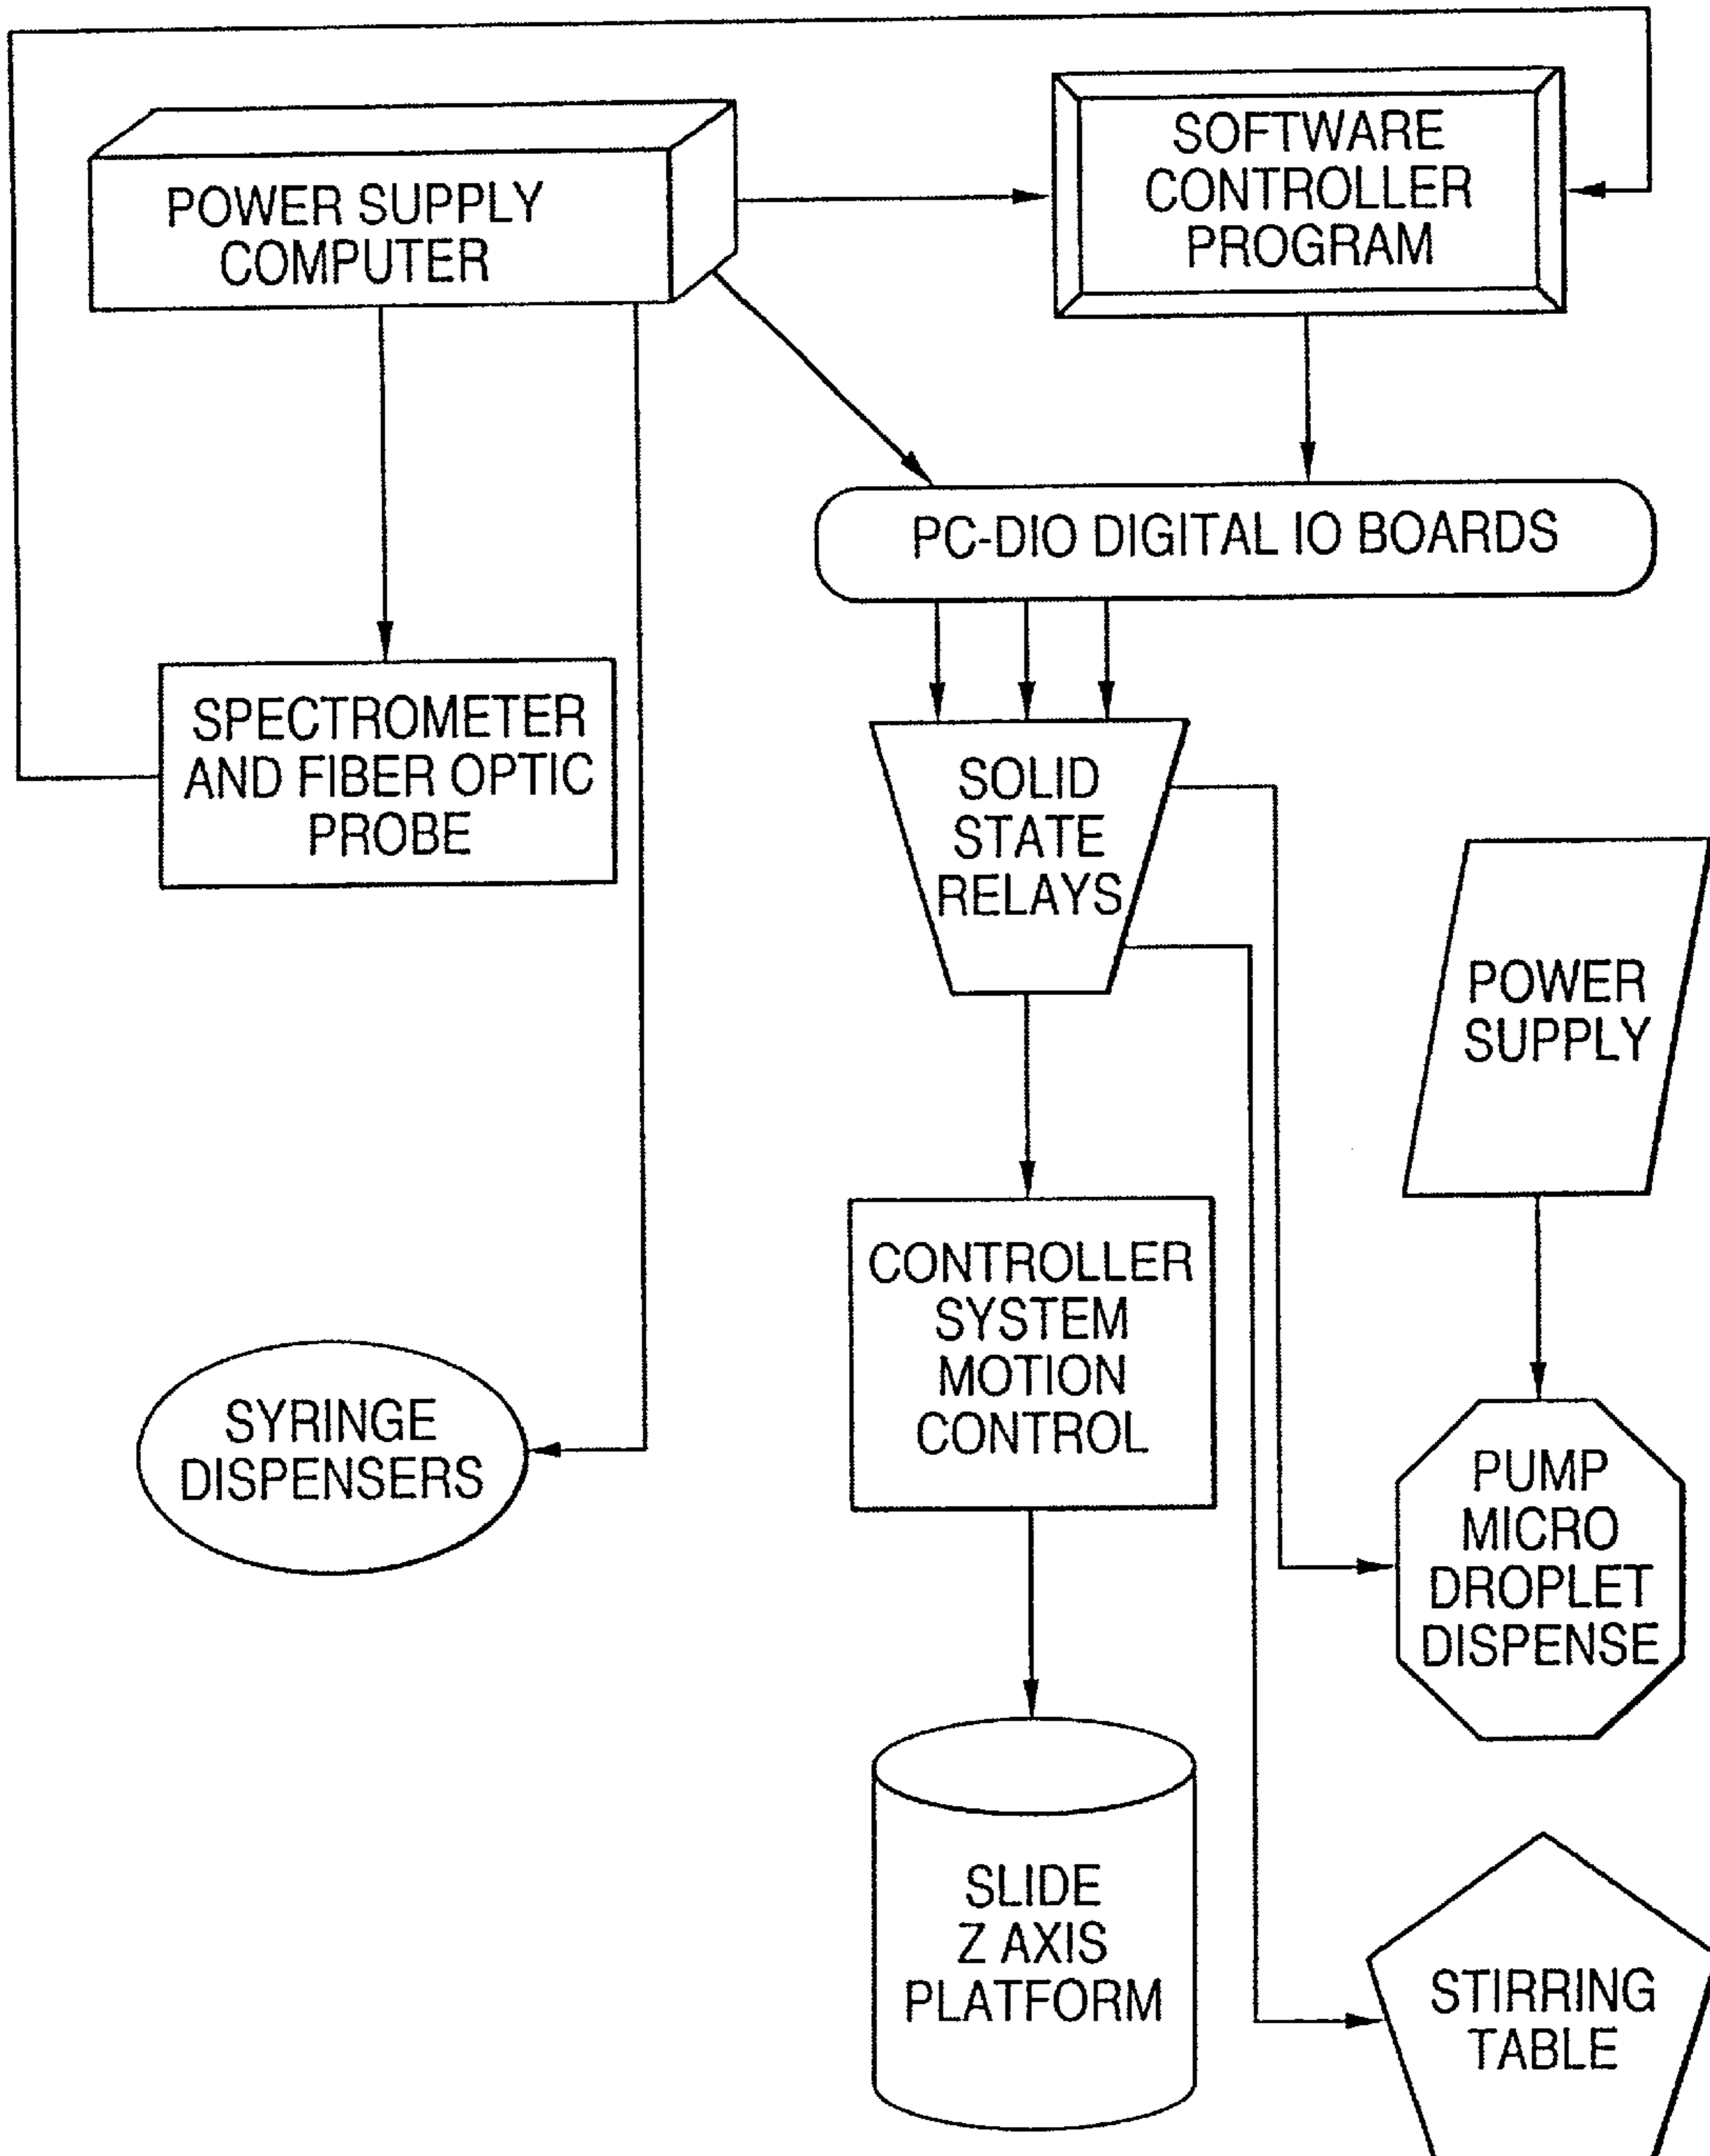 POWER SUPPLY
COMPUTER
SOFTWARE
CONTROLLER
PROGRAM
PC-DIO DIGITAL IO BOARDS
SPECTROMETER
AND FIBER OPTIC
PROBE
SOLID
STATE
RELAYS
POWER
SUPPLY
CONTROLLER
SYSTEM
MOTION
CONTROL
SYRINGE
DISPENSERS
PUMP
MICRO
DROPLET
DISPENSE
SLIDE
Z AXIS
PLATFORM
STIRRING
TABLE